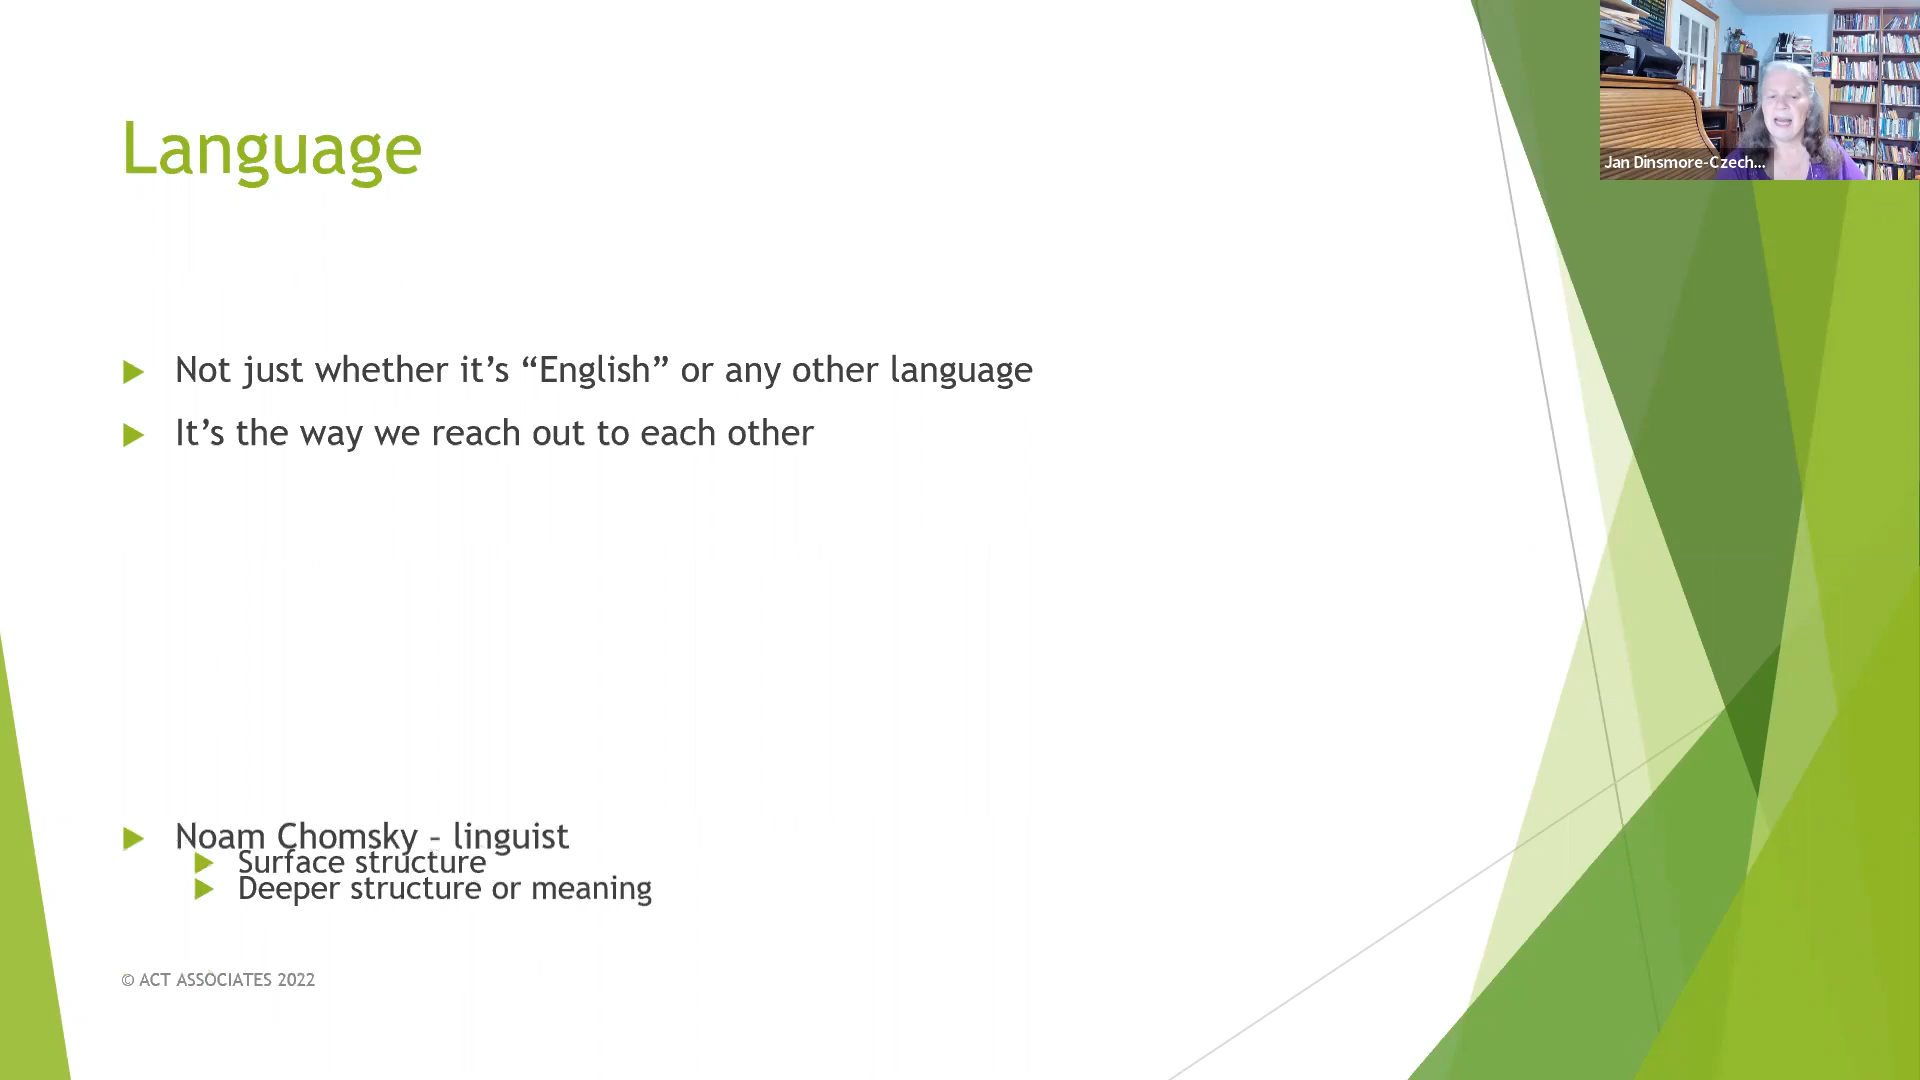 Language
Not just whether it’s “English” or any other language
It’s the way we reach out to each other
Noam Chomsky – linguist
Surface structure
Deeper structure or meaning
© ACT ASSOCIATES 2022
Jan Dinsmore-Czech...